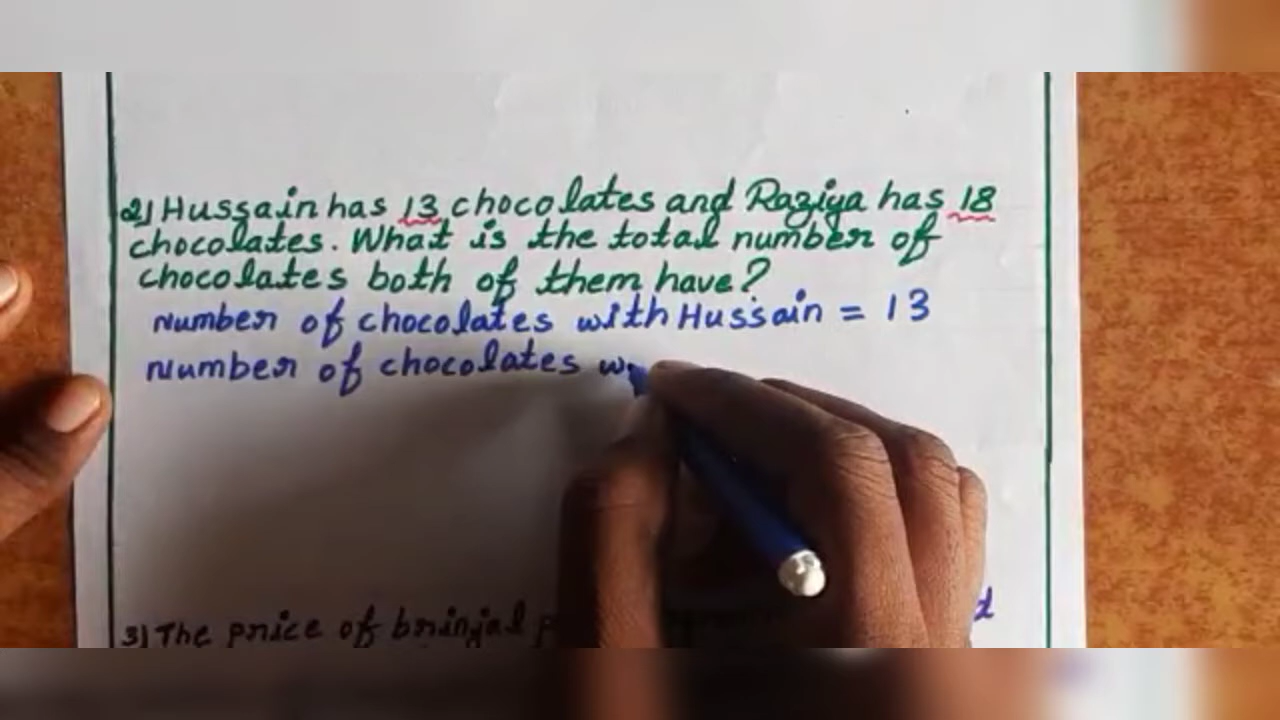 2) Hussain has 13 chocolates and Raziya has 18
chocolates. What is the total number of
chocolates both of them have?
Number of chocolates with Hussain = 13
Number of chocolates
3) The price of brinjal